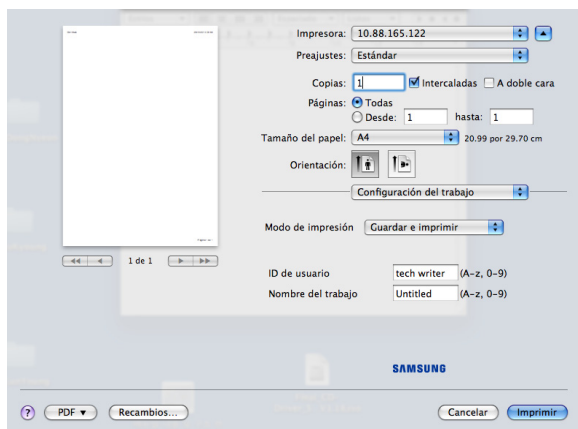 Impresora: 10.88.165.122
Preajustes: Estándar
Copias: 1 Intercaladas A doble cara
Páginas: Todas
Desde: 1 hasta: 1
Tamaño del papel: A4 20.99 por 29.70 cm
Orientación:
Configuración del trabajo
Modo de impresión Guardar e imprimir
1 de 1
ID de usuario tech writer (A-z, 0-9)
Nombre del trabajo Untitled (A-z, 0-9)
SAMSUNG
? PDF ▼ Recambios... Cancelar Imprimir